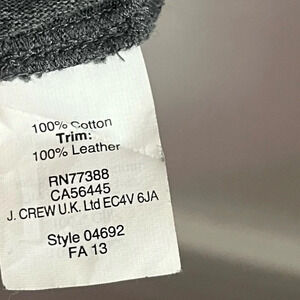 100% Cotton
Trim:
100% Leather
RN77388
CA56445
J. CREW U.K. Ltd EC4V 6JA
Style 04692
FA 13